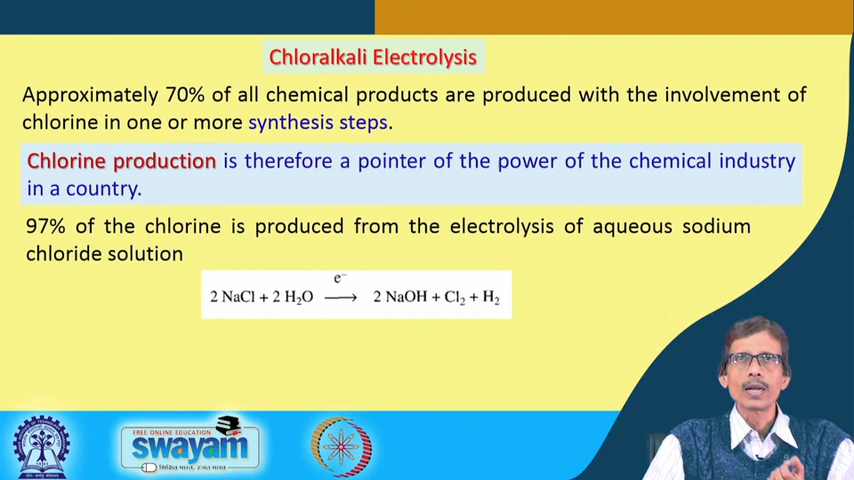 Chloralkali Electrolysis
Approximately 70% of all chemical products are produced with the involvement of
chlorine in one or more synthesis steps.
Chlorine production is therefore a pointer of the power of the chemical industry
in a country.
97% of the chlorine is produced from the electrolysis of aqueous sodium
chloride solution
e⁻
2 NaCl + 2 H₂O ⟶ 2 NaOH + Cl₂ + H₂
FREE ONLINE EDUCATION
swayam